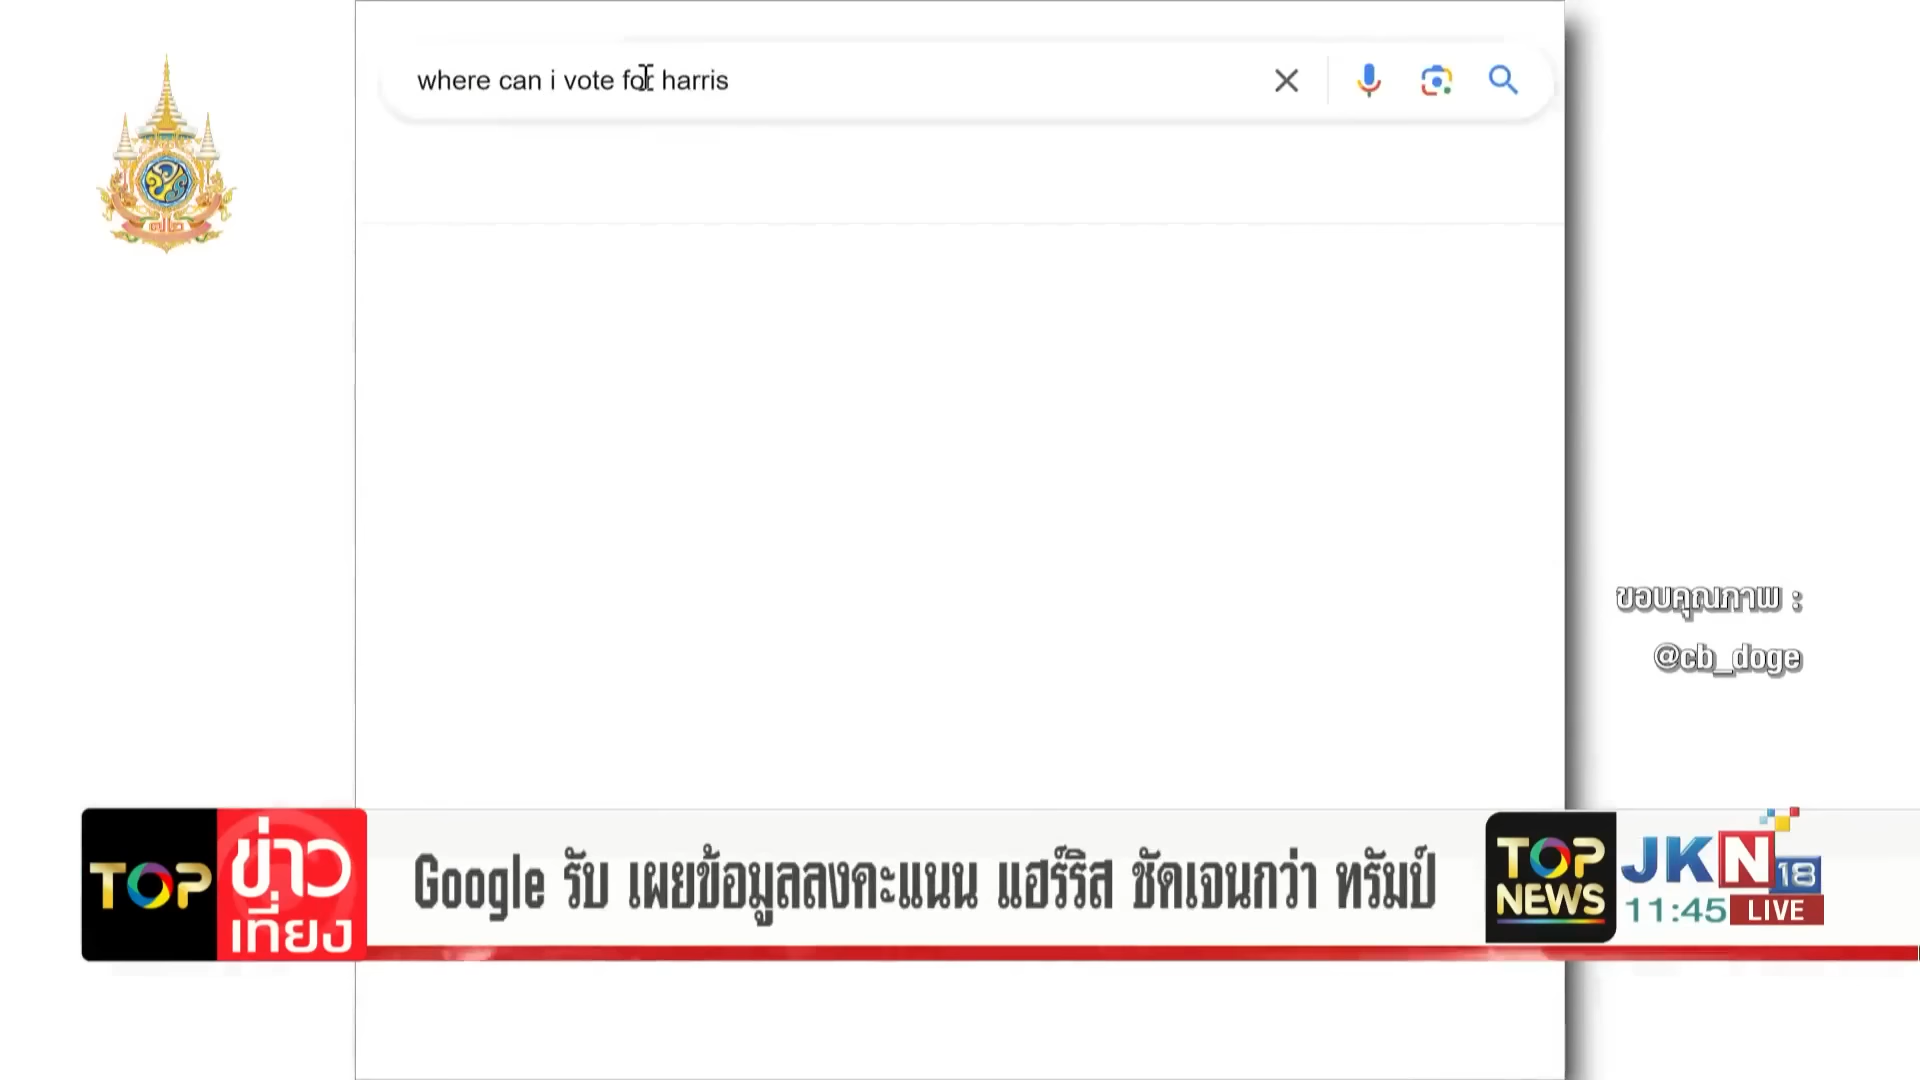 where can i vote for harris
๗๒
ขอบคุณภาพ :
@cb_doge
TOP ข่าว
เที่ยง
Google รับ เผยข้อมูลลงคะแนน แฮร์ริส ชัดเจนกว่า ทรัมป์
TOP NEWS
JKN 18
11:45 LIVE